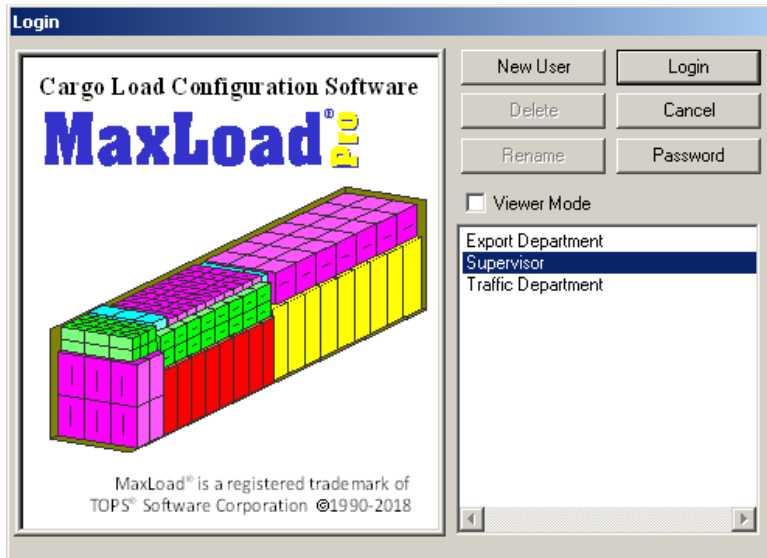 Login
Cargo Load Configuration Software
MaxLoad® Pro
MaxLoad® is a registered trademark of
TOPS® Software Corporation ©1990-2018
New User
Login
Delete
Cancel
Rename
Password
Viewer Mode
Export Department
Supervisor
Traffic Department